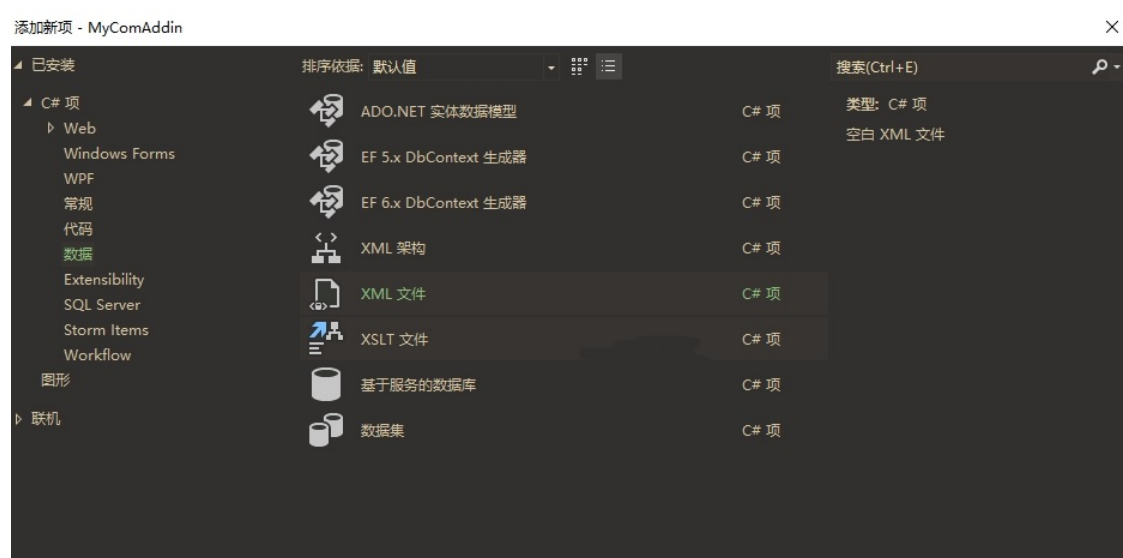 添加新项 - MyComAddin
已安装
排序依据: 默认值
搜索(Ctrl+E)
C# 项
Web
Windows Forms
WPF
常规
代码
数据
Extensibility
SQL Server
Storm Items
Workflow
图形
联机
ADO.NET 实体数据模型 C# 项
EF 5.x DbContext 生成器 C# 项
EF 6.x DbContext 生成器 C# 项
XML 架构 C# 项
XML 文件 C# 项
XSLT 文件 C# 项
基于服务的数据库 C# 项
数据集 C# 项
类型: C# 项
空白 XML 文件